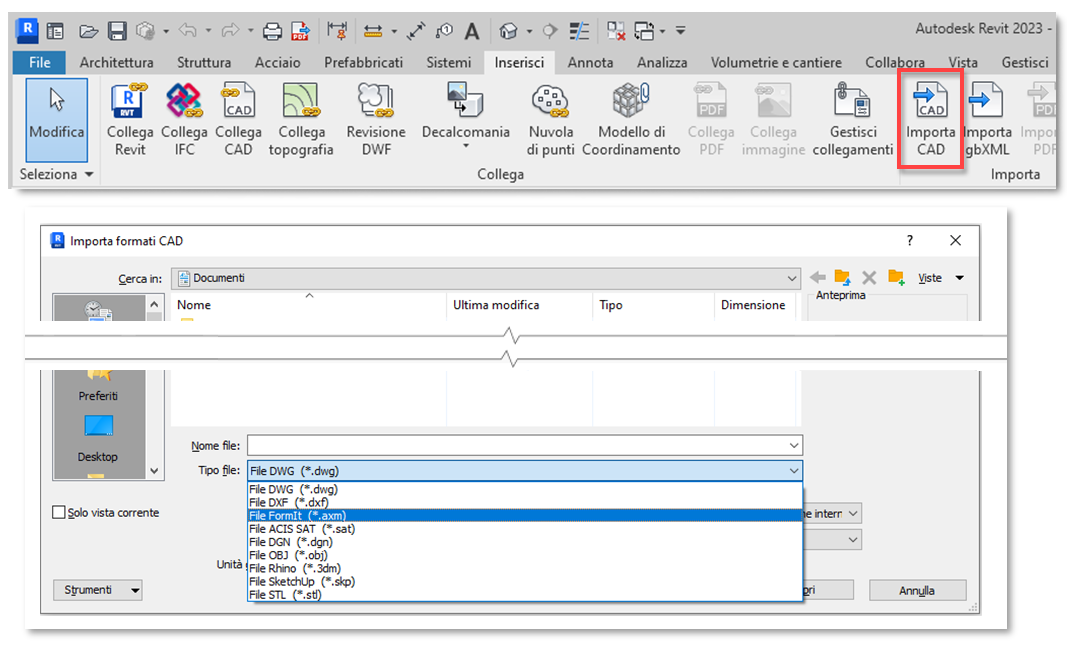 R
A
Autodesk Revit 2023 -
File Architettura Struttura Acciaio Prefabbricati Sistemi Inserisci Annota Analizza Volumetrie e cantiere Collabora Vista Gestisci
R
RVT
CAD
PDF
CAD
PDF
Modifica
Collega Collega Collega Collega Revisione Decalcomania Nuvola Modello di Collega Collega Gestisci Importa Importa
Revit IFC CAD topografia DWF di punti Coordinamento PDF immagine collegamenti CAD gbXML PDF
Seleziona Collega Importa
R
Importa formati CAD ?
Cerca in: Documenti Viste
Anteprima
Nome Ultima modifica Tipo Dimensione
Preferiti
Desktop
Nome file:
Tipo file: File DWG (*.dwg)
File DWG (*.dwg)
File DXF (*.dxf)
Solo vista corrente
File FormIt (*.axm)
File ACIS SAT (*.sat)
File DGN (*.dgn)
File OBJ (*.obj)
Unità
File Rhino (*.3dm)
File SketchUp (*.skp)
File STL (*.stl)
Strumenti Annulla